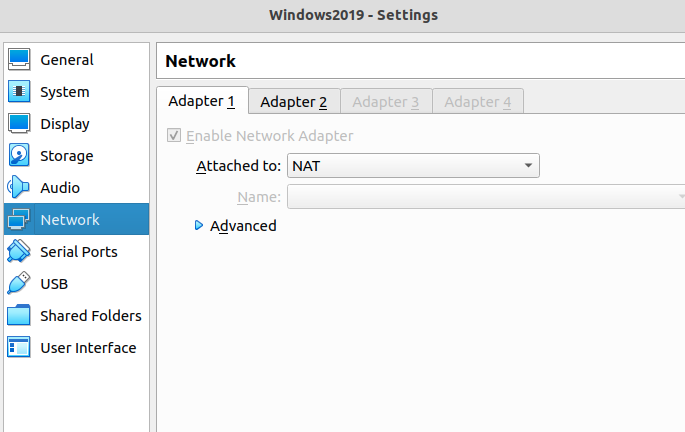 Windows2019 - Settings
General
System
Display
Storage
Audio
Network
Serial Ports
USB
Shared Folders
User Interface
Network
Adapter 1 Adapter 2 Adapter 3 Adapter 4
Enable Network Adapter
Attached to: NAT
Name:
Advanced